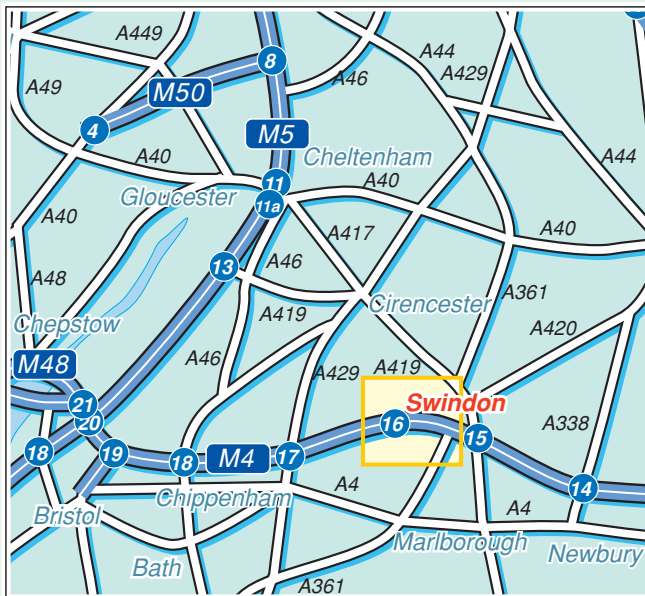 A449
A44
8
A49
A46
A429
M50
4
M5
A40
Cheltenham
A44
11
Gloucester
A40
11a
A40
A417
A40
13
A46
A48
Cirencester
A361
A419
A420
Chepstow
A46
M48
A429
A419
21
Swindon
20
16
A338
18
19
15
18
M4
17
14
A4
Chippenham
A4
Bristol
Marlborough
Newbury
Bath
A361